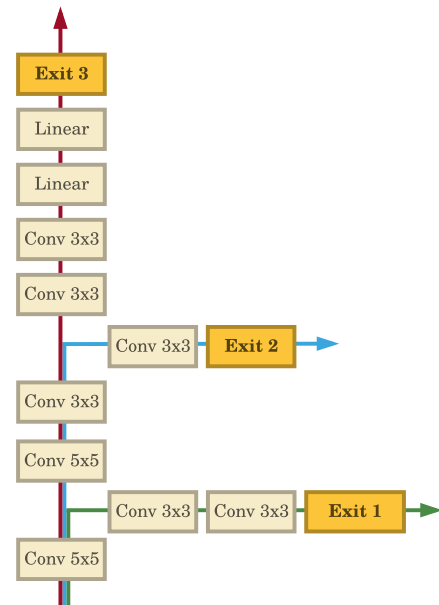 Exit 3
Linear
Linear
Conv 3x3
Conv 3x3
Conv 3x3 Exit 2
Conv 3x3
Conv 5x5
Conv 3x3 Conv 3x3 Exit 1
Conv 5x5